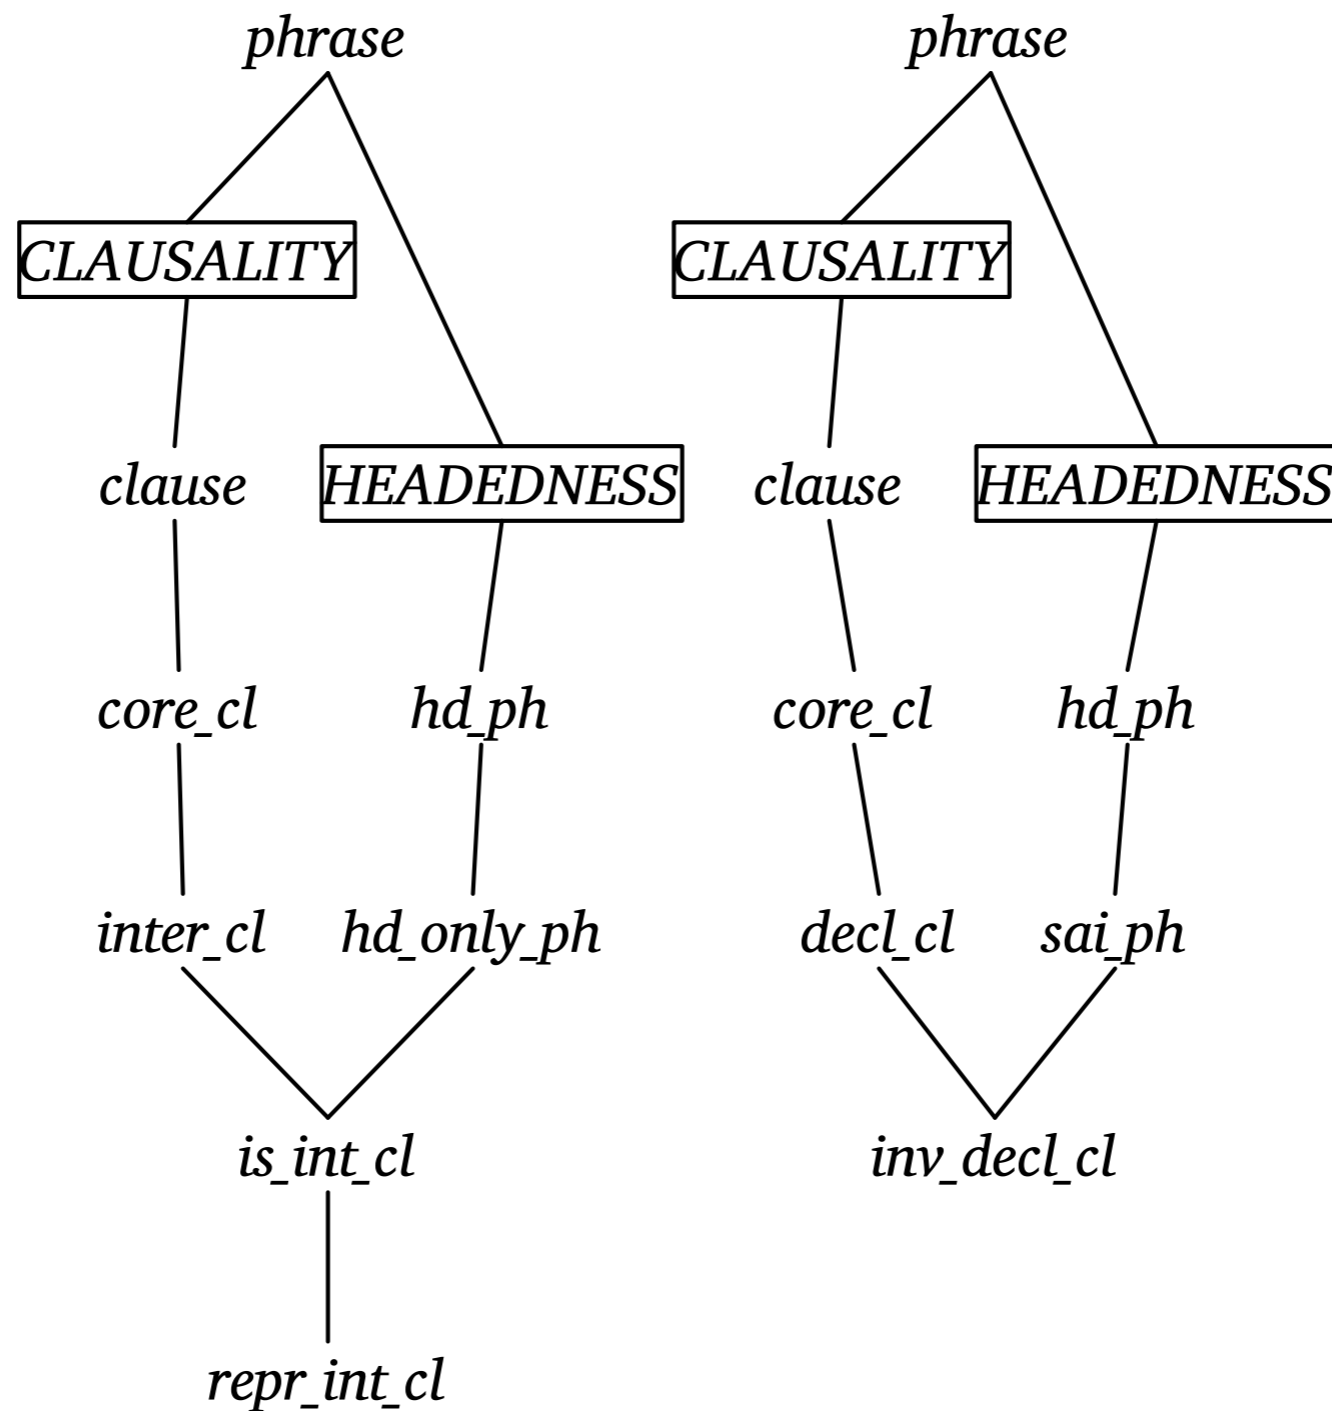 phrase phrase
CLAUSALITY CLAUSALITY
clause HEADEDNESS clause HEADEDNESS
core_cl hd_ph core_cl hd_ph
inter_cl hd_only_ph decl_cl sai_ph
is_int_cl inv_decl_cl
repr_int_cl